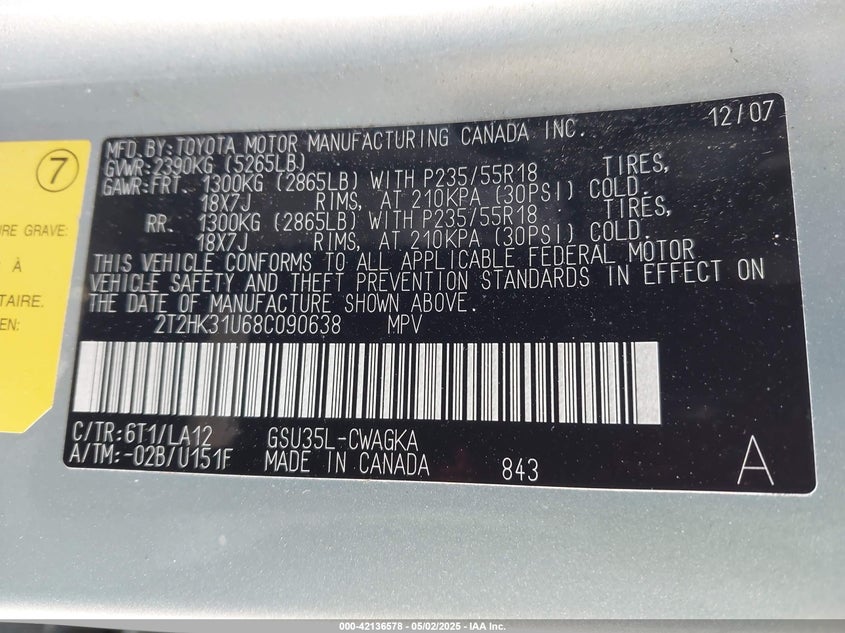 12/07
MFD. BY: TOYOTA MOTOR MANUFACTURING CANADA INC.
GVWR: 2390KG (5265LB)
GAWR: FRT. 1300KG (2865LB) WITH P235/55R18 TIRES,
18X7J RIMS, AT 210KPA (30PSI) COLD.
RR. 1300KG (2865LB) WITH P235/55R18 TIRES,
18X7J RIMS, AT 210KPA (30PSI) COLD.
THIS VEHICLE CONFORMS TO ALL APPLICABLE FEDERAL MOTOR
VEHICLE SAFETY AND THEFT PREVENTION STANDARDS IN EFFECT ON
THE DATE OF MANUFACTURE SHOWN ABOVE.
2T2HK31U68C090638 MPV
C/TR: 6T1/LA12 GSU35L-CWAGKA
A/TM: -02B/U151F MADE IN CANADA 843 A
7
URE GRAVE:
À
TAIRE.
EN:
000-42136578 - 05/02/2025 - IAA Inc.